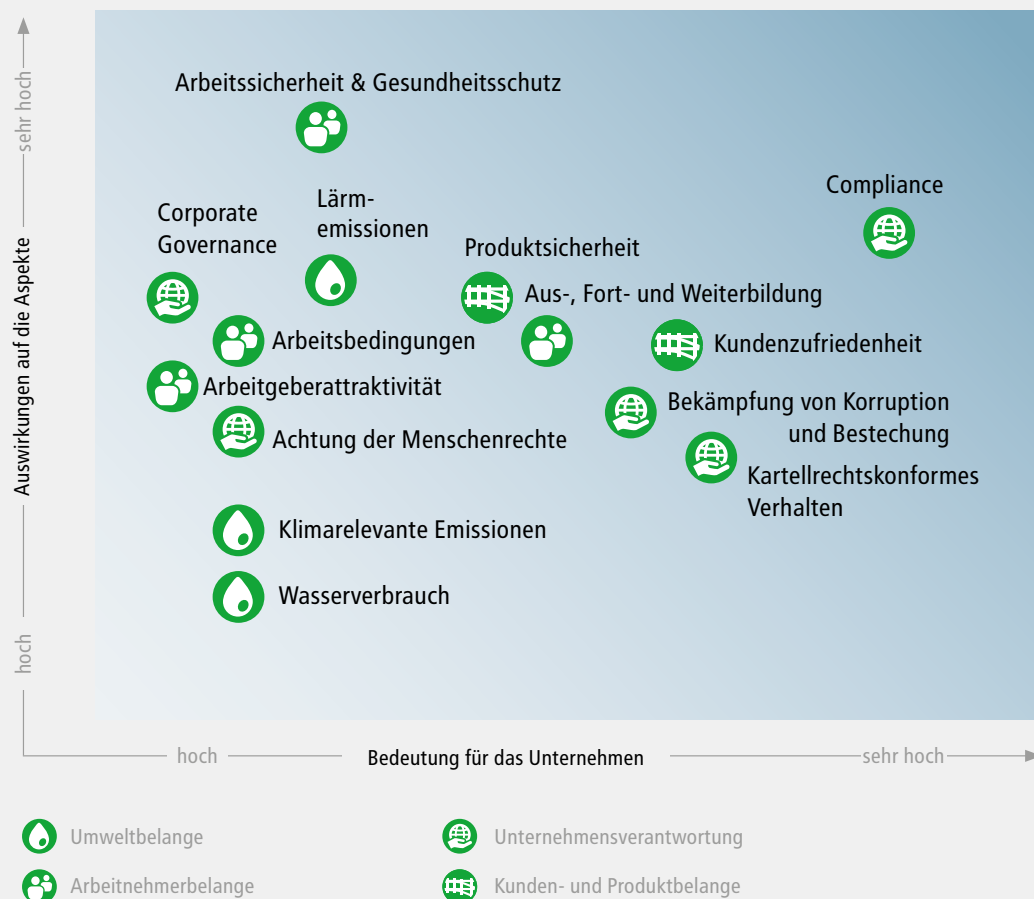 sehr hoch
Auswirkungen auf die Aspekte
hoch
Arbeitssicherheit & Gesundheitsschutz
Corporate
Governance
Lärm-
emissionen
Produktsicherheit
Compliance
Aus-, Fort- und Weiterbildung
Arbeitsbedingungen
Kundenzufriedenheit
Arbeitgeberattraktivität
Bekämpfung von Korruption
und Bestechung
Achtung der Menschenrechte
Kartellrechtskonformes
Verhalten
Klimarelevante Emissionen
Wasserverbrauch
hoch
Bedeutung für das Unternehmen
sehr hoch
Umweltbelange
Unternehmensverantwortung
Arbeitnehmerbelange
Kunden- und Produktbelange